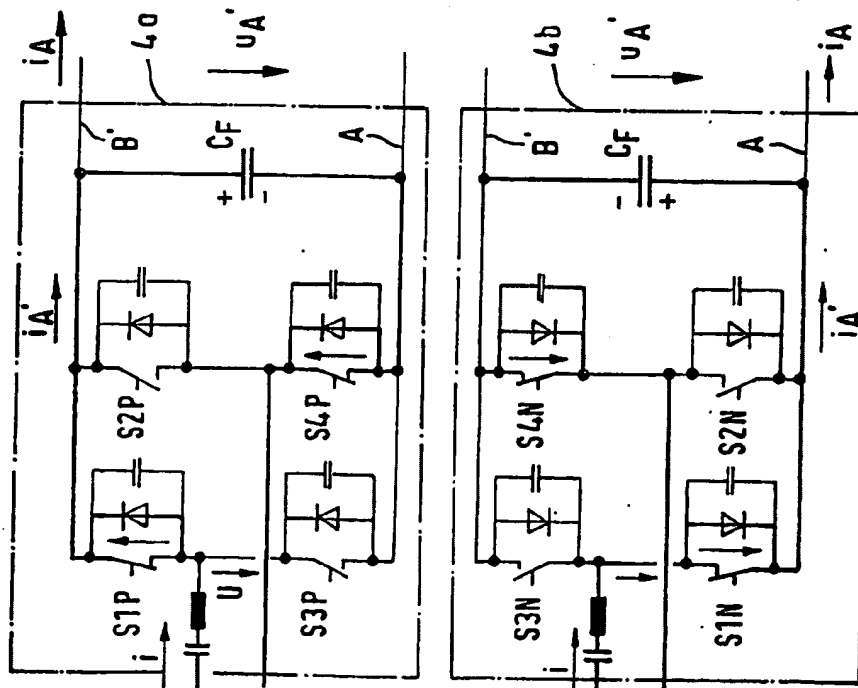 iA
4a
uA'
B'
CF
+
-
A
iA'
S2P
S4P
S1P
U
S3P
i
iA
4b
uA'
B'
CF
-
+
A
iA'
S4N
S2N
S3N
S1N
i